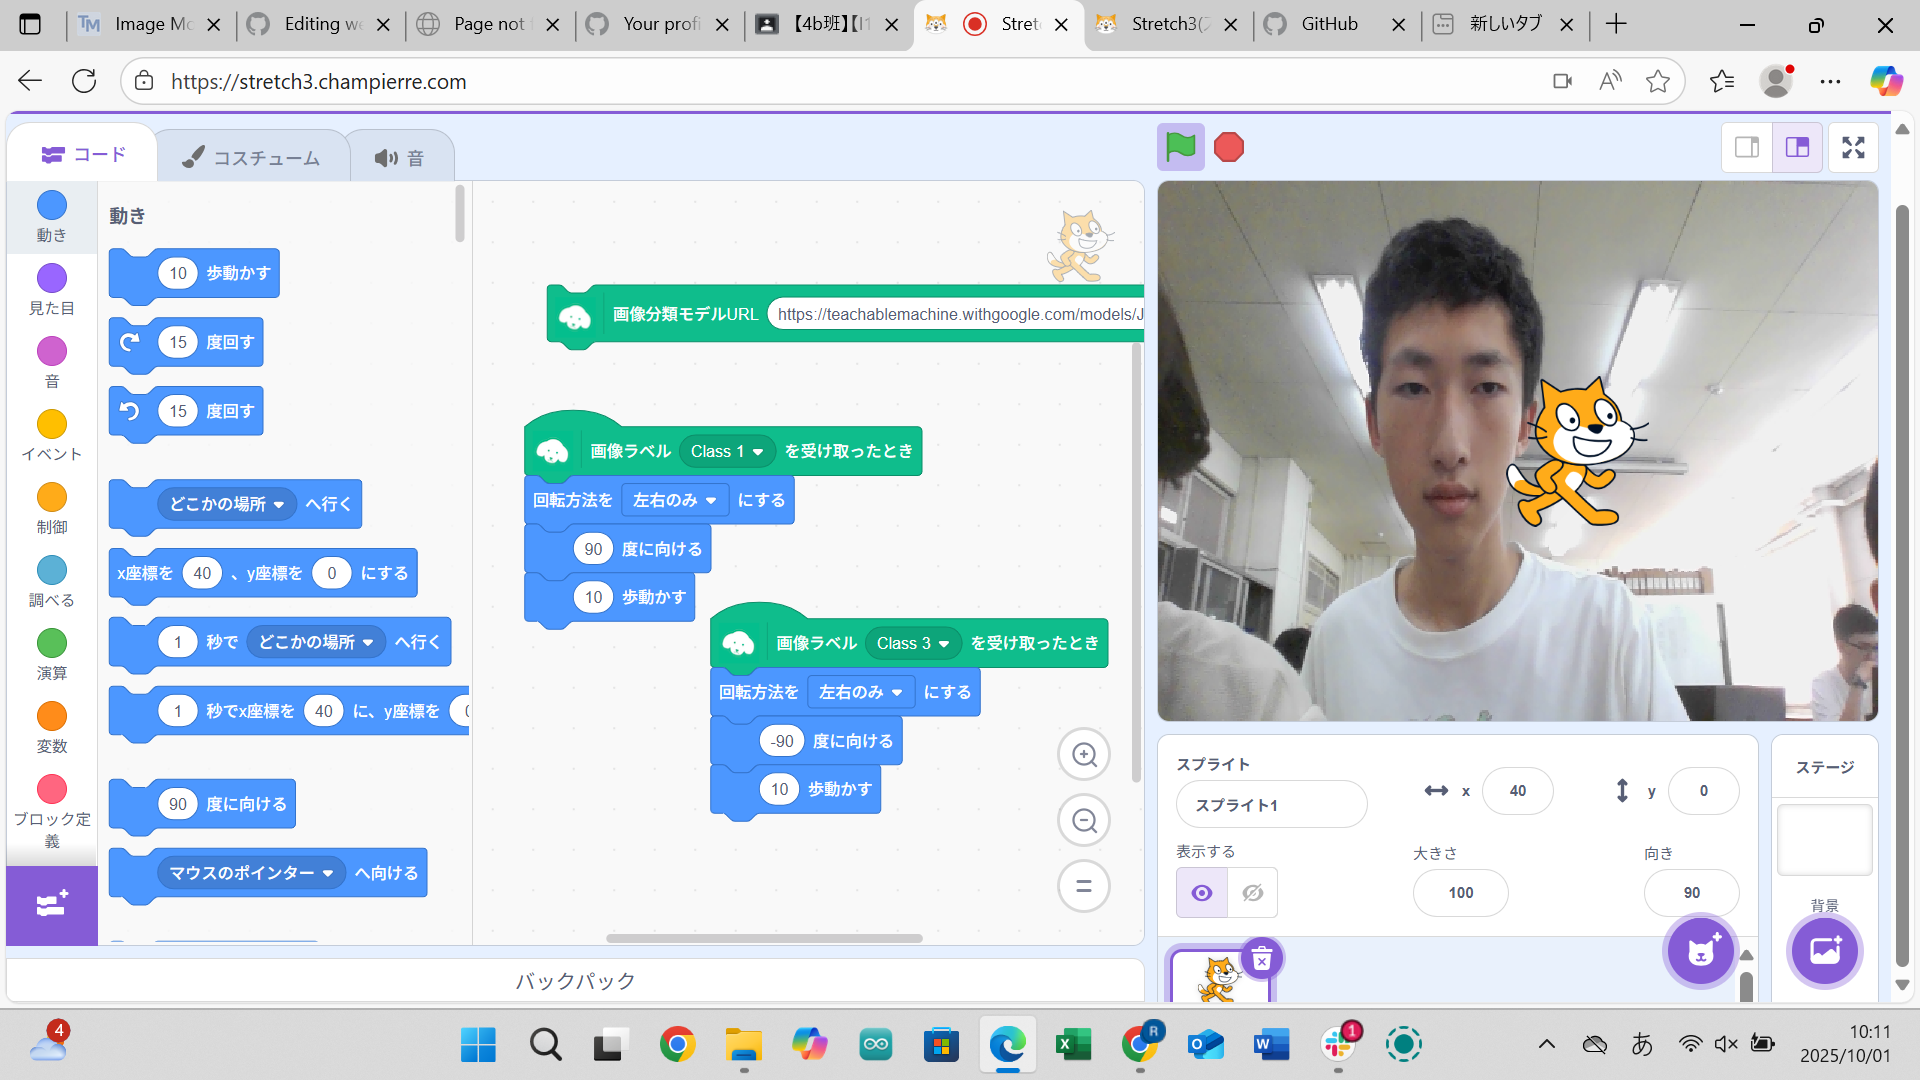 Image Mo
Editing we
Page not
Your profi
【4b班】【I1
Stret
Stretch3(ス
GitHub
新しいタブ
https://stretch3.champierre.com
コード
コスチューム
音
動き
見た目
音
イベント
制御
調べる
演算
変数
ブロック定
義
動き
10 歩動かす
15 度回す
15 度回す
どこかの場所 へ行く
x座標を 40 、y座標を 0 にする
1 秒で どこかの場所 へ行く
1 秒でx座標を 40 に、y座標を
90 度に向ける
マウスのポインター へ向ける
画像分類モデルURL https://teachablemachine.withgoogle.com/models/J
画像ラベル Class 1 を受け取ったとき
回転方法を 左右のみ にする
90 度に向ける
10 歩動かす
画像ラベル Class 3 を受け取ったとき
回転方法を 左右のみ にする
-90 度に向ける
10 歩動かす
バックパック
スプライト
スプライト1
x 40
y 0
表示する
大きさ
100
向き
90
ステージ
背景
4
R
1
あ
10:11
2025/10/01